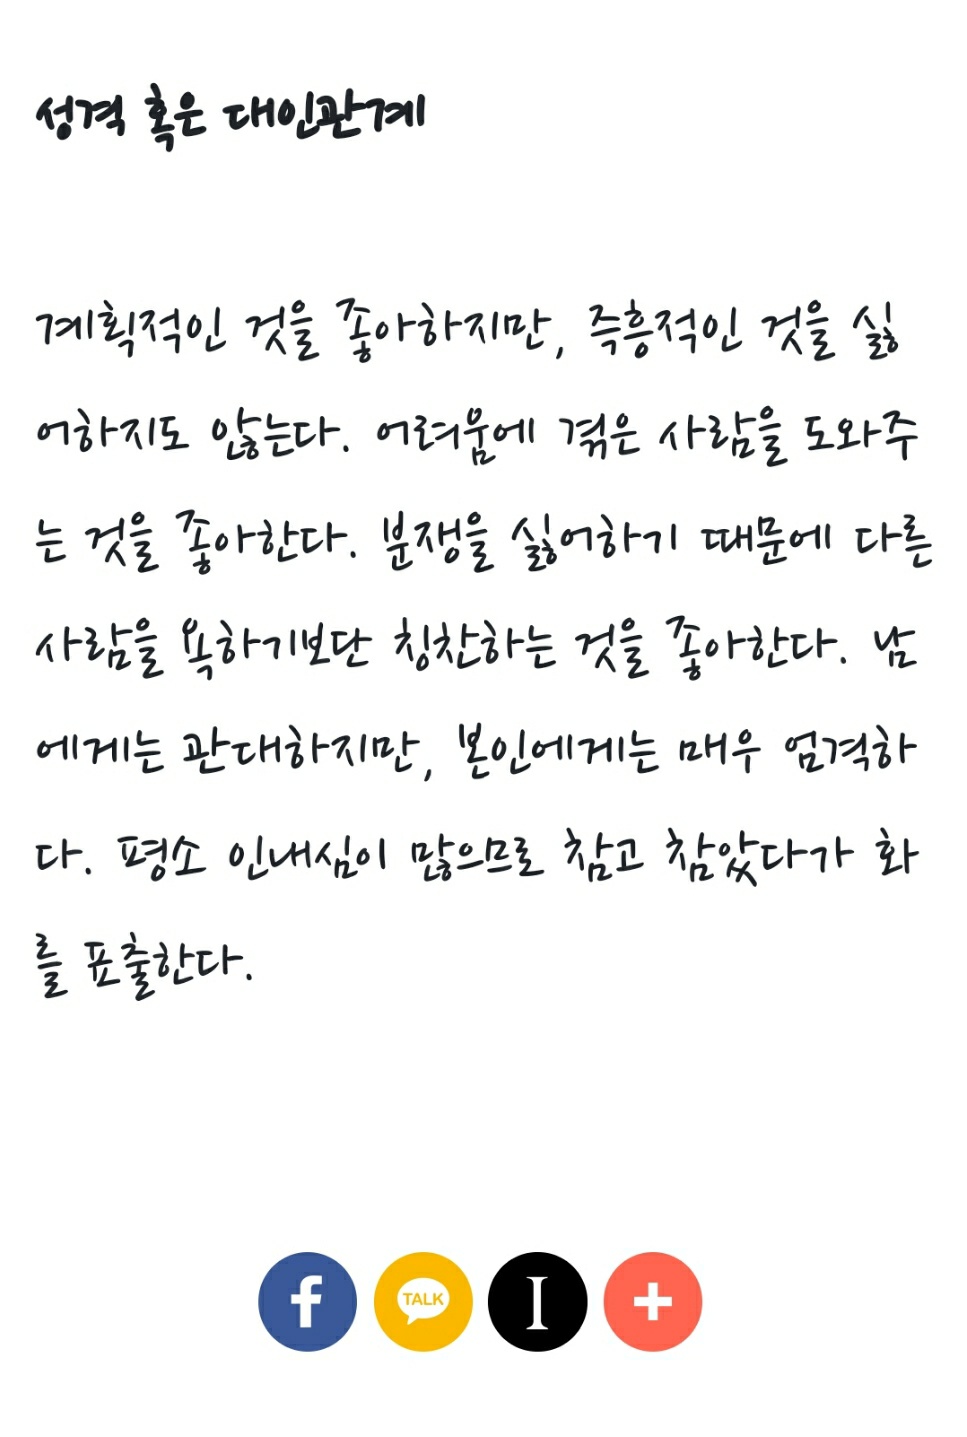 성격 혹은 대인관계
계획적인 것을 좋아하지만, 즉흥적인 것을 싫
어하지도 않는다. 어려움에 겪은 사람을 도와주
는 것을 좋아한다. 분쟁을 싫어하기 때문에 다른
사람을 욕하기보단 칭찬하는 것을 좋아한다. 남
에게는 관대하지만, 본인에게는 매우 엄격하
다. 평소 인내심이 많으므로 참고 참았다가 화
를 표출한다.
f TALK I +